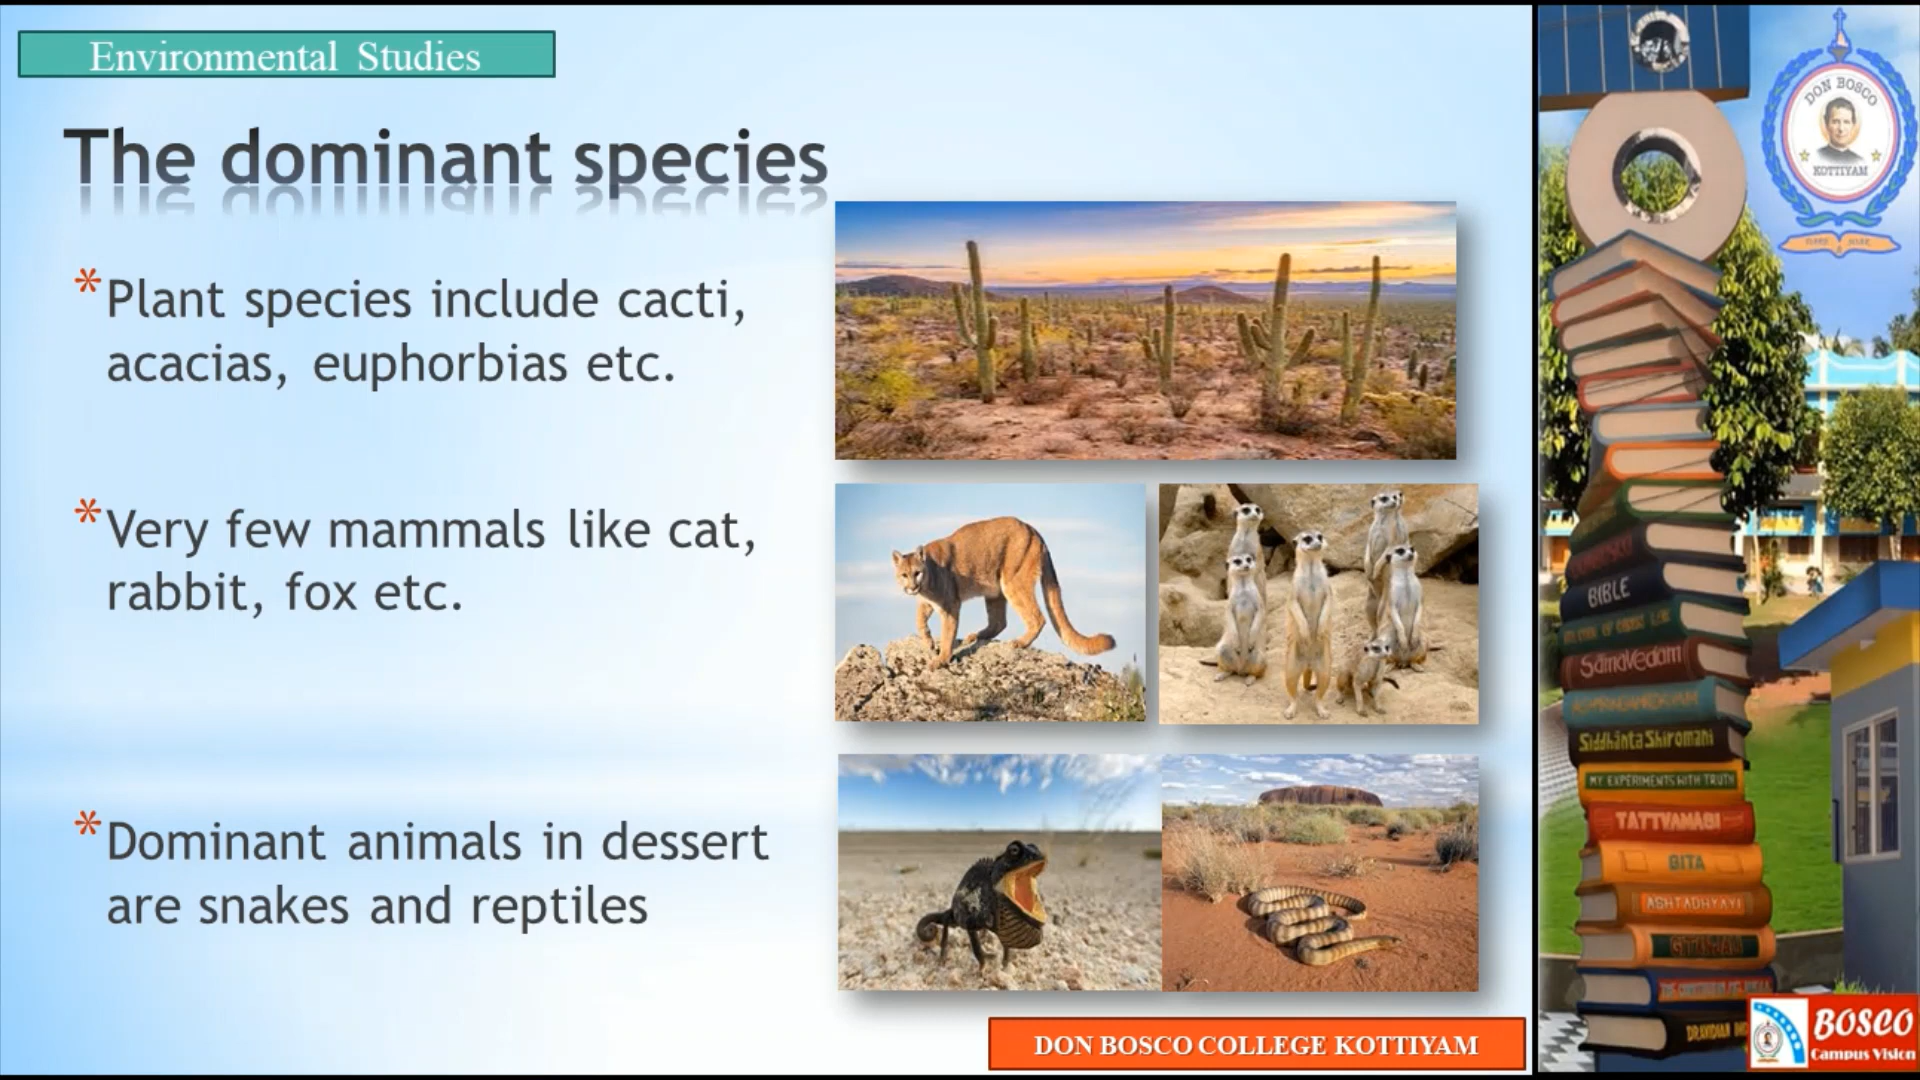 Environmental Studies
The dominant species
*Plant species include cacti,
acacias, euphorbias etc.
*Very few mammals like cat,
rabbit, fox etc.
*Dominant animals in dessert
are snakes and reptiles
DON BOSCO COLLEGE KOTTIYAM
DON BOSCO
KOTTIYAM
BIBLE
SamaVedam
Siddhānta Shiromani
MY EXPERIMENTS WITH TRUTH
TATTVAMASI
GITA
ASHTADHYAYI
GITANJALI
BOSCO
Campus Vision